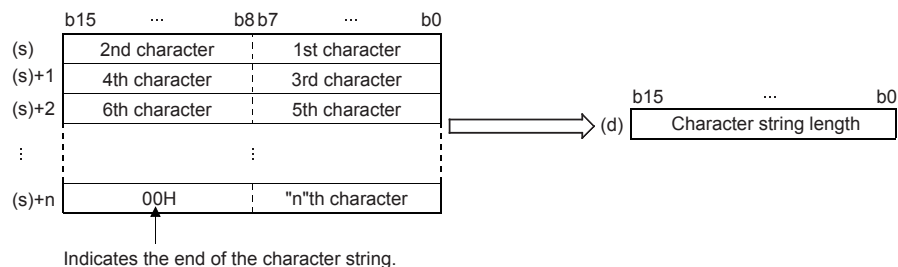 b15 ... b8 b7 ... b0
(s) 2nd character 1st character
(s)+1 4th character 3rd character
(s)+2 6th character 5th character
b15 ... b0
(d) Character string length
⋮ ⋮
(s)+n 00H "n"th character
Indicates the end of the character string.